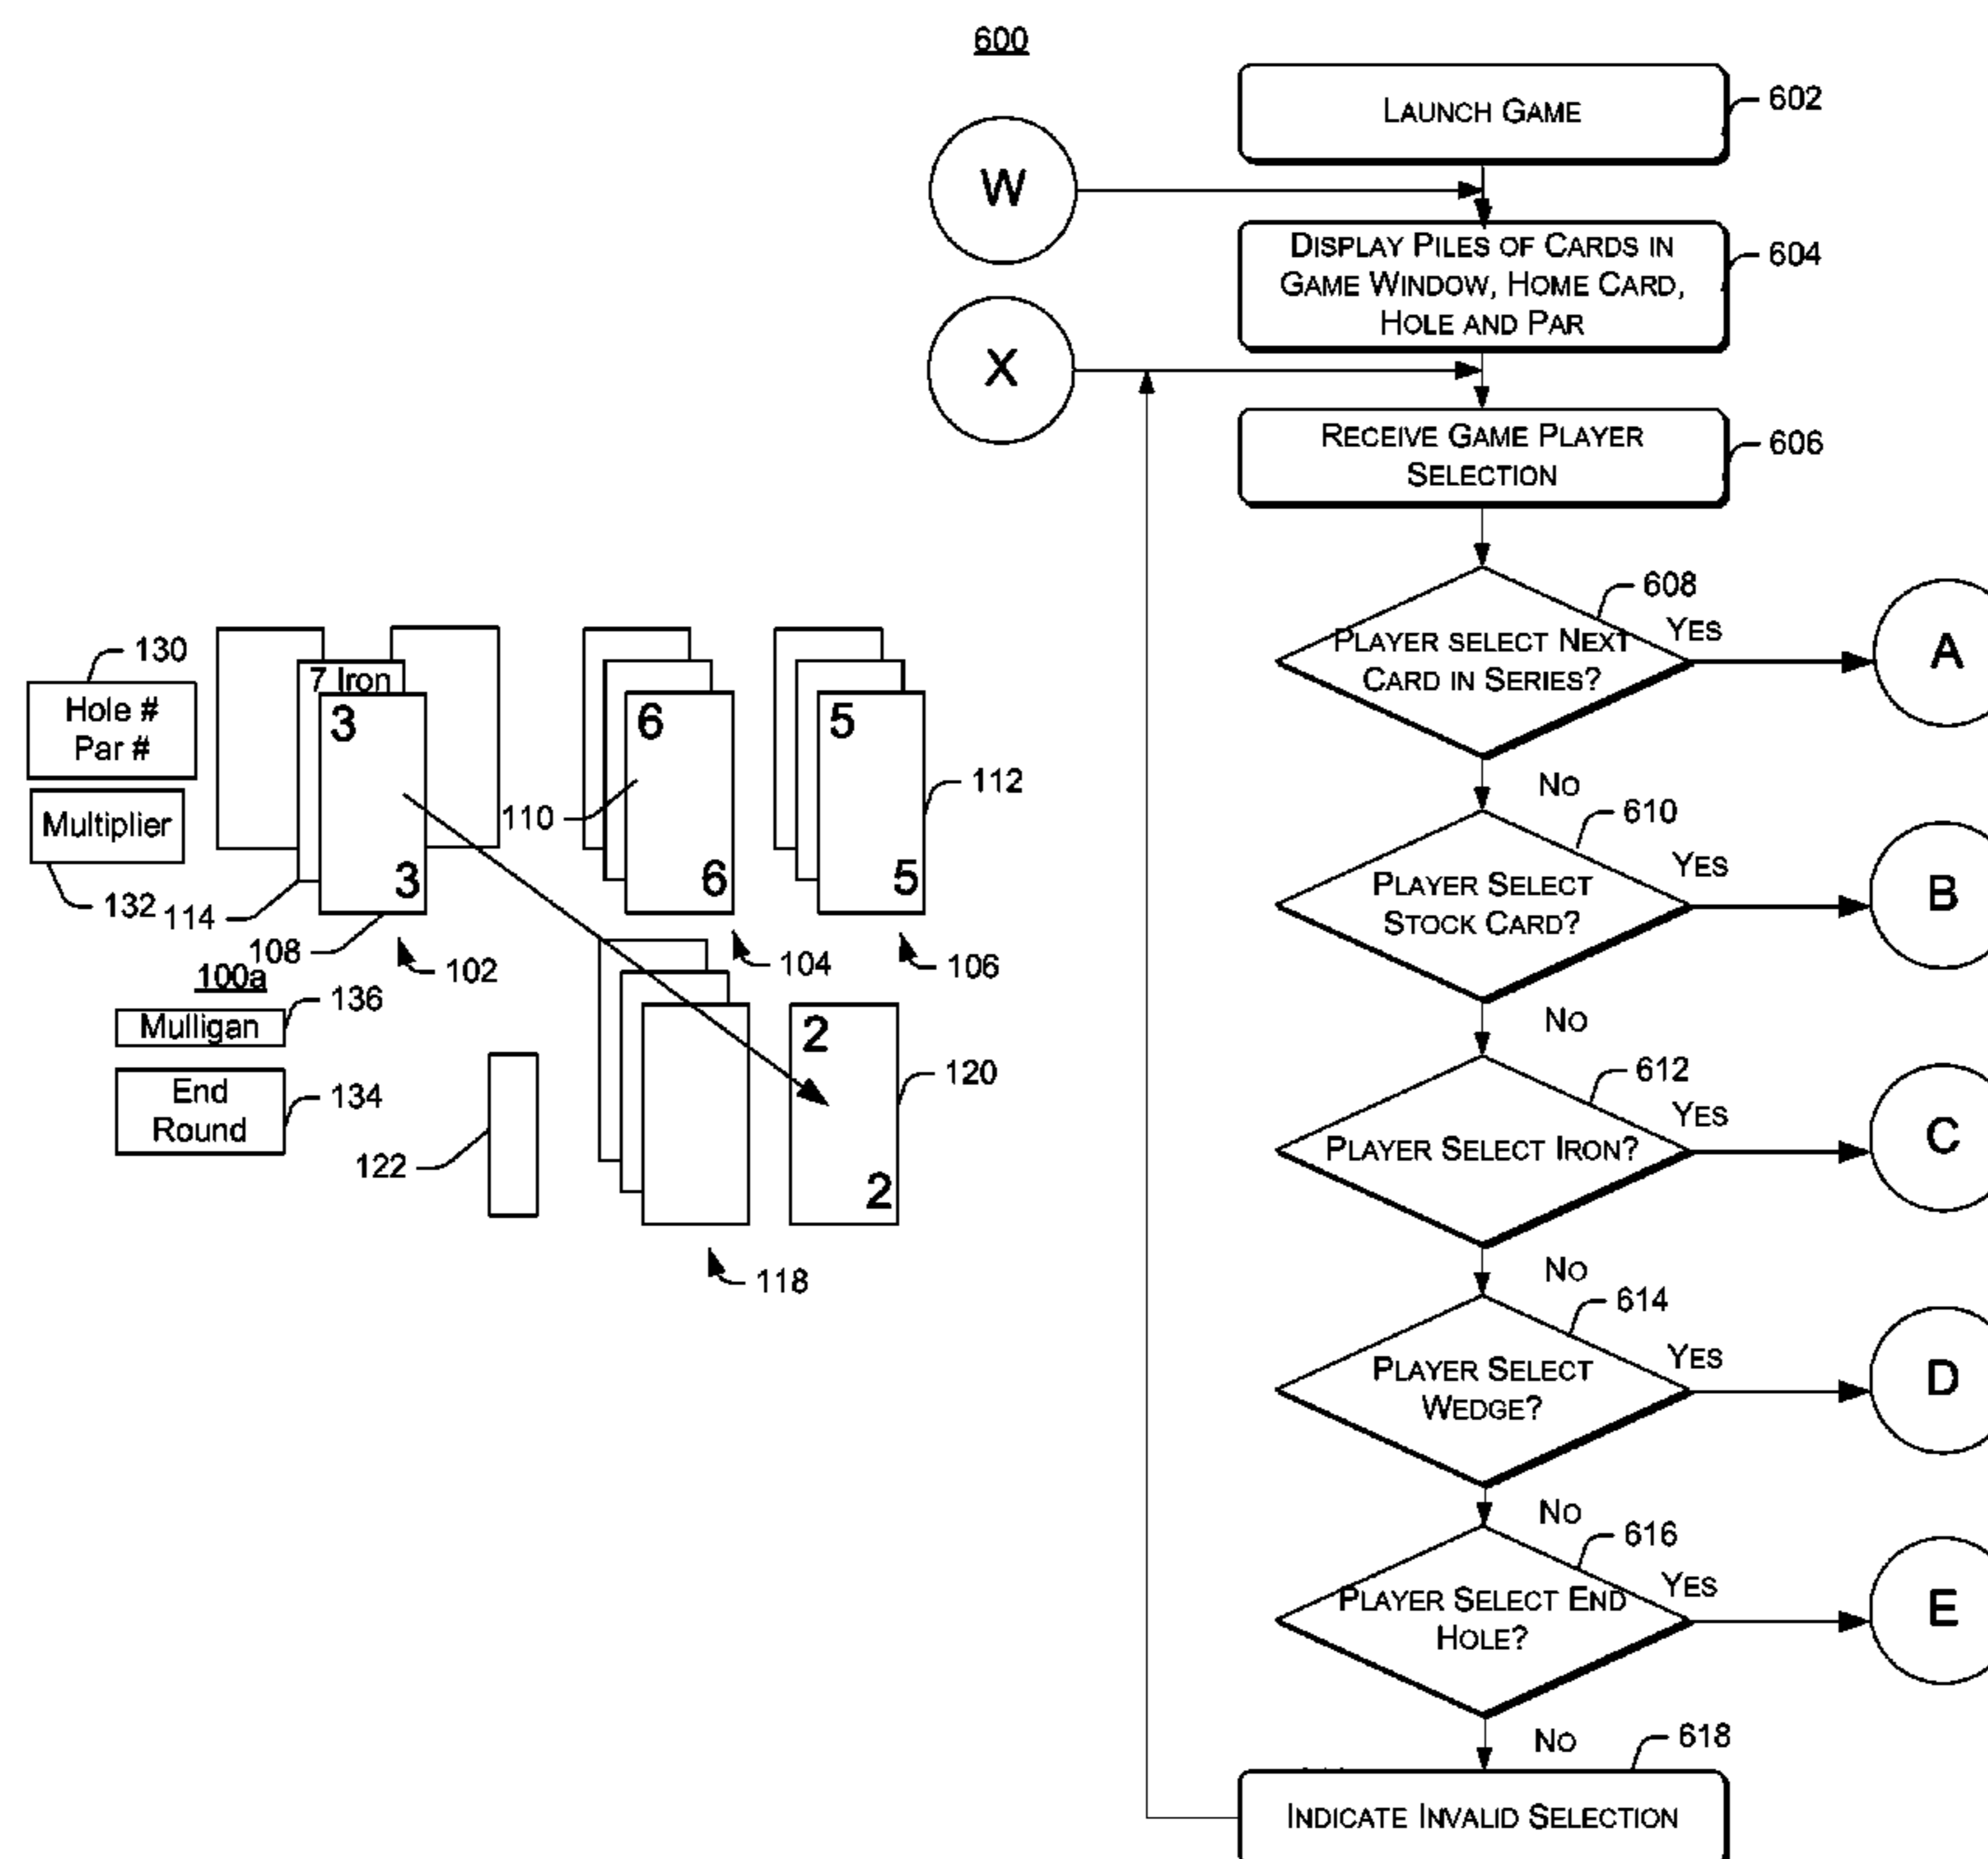 130
Hole #
Par #
Multiplier
132
114
7 Iron
3
3
108
102
6
6
110
104
5
5
112
106
100a
136
Mulligan
End
Round
134
122
118
2
2
120
600
W
X
LAUNCH GAME
602
DISPLAY PILES OF CARDS IN
GAME WINDOW, HOME CARD,
HOLE AND PAR
604
RECEIVE GAME PLAYER
SELECTION
606
608
PLAYER SELECT NEXT
CARD IN SERIES?
YES
A
NO
610
PLAYER SELECT
STOCK CARD?
YES
B
NO
612
PLAYER SELECT IRON?
YES
C
NO
614
PLAYER SELECT
WEDGE?
YES
D
NO
616
PLAYER SELECT END
HOLE?
YES
E
NO
618
INDICATE INVALID SELECTION